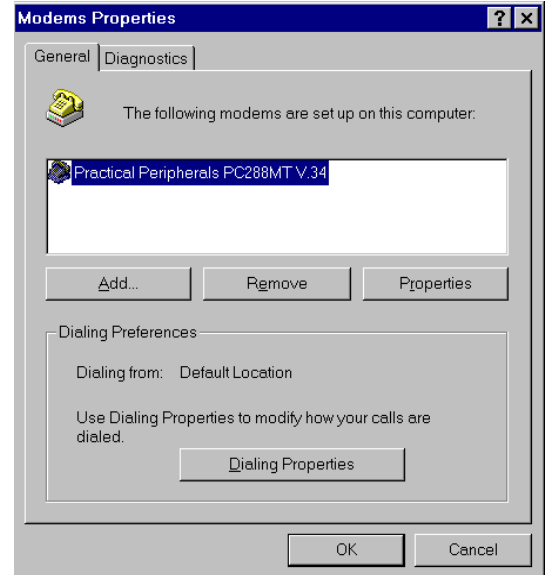 Modems Properties
General Diagnostics
The following modems are set up on this computer:
Practical Peripherals PC288MT V.34
Add... Remove Properties
Dialing Preferences
Dialing from: Default Location
Use Dialing Properties to modify how your calls are
dialed.
Dialing Properties
OK Cancel